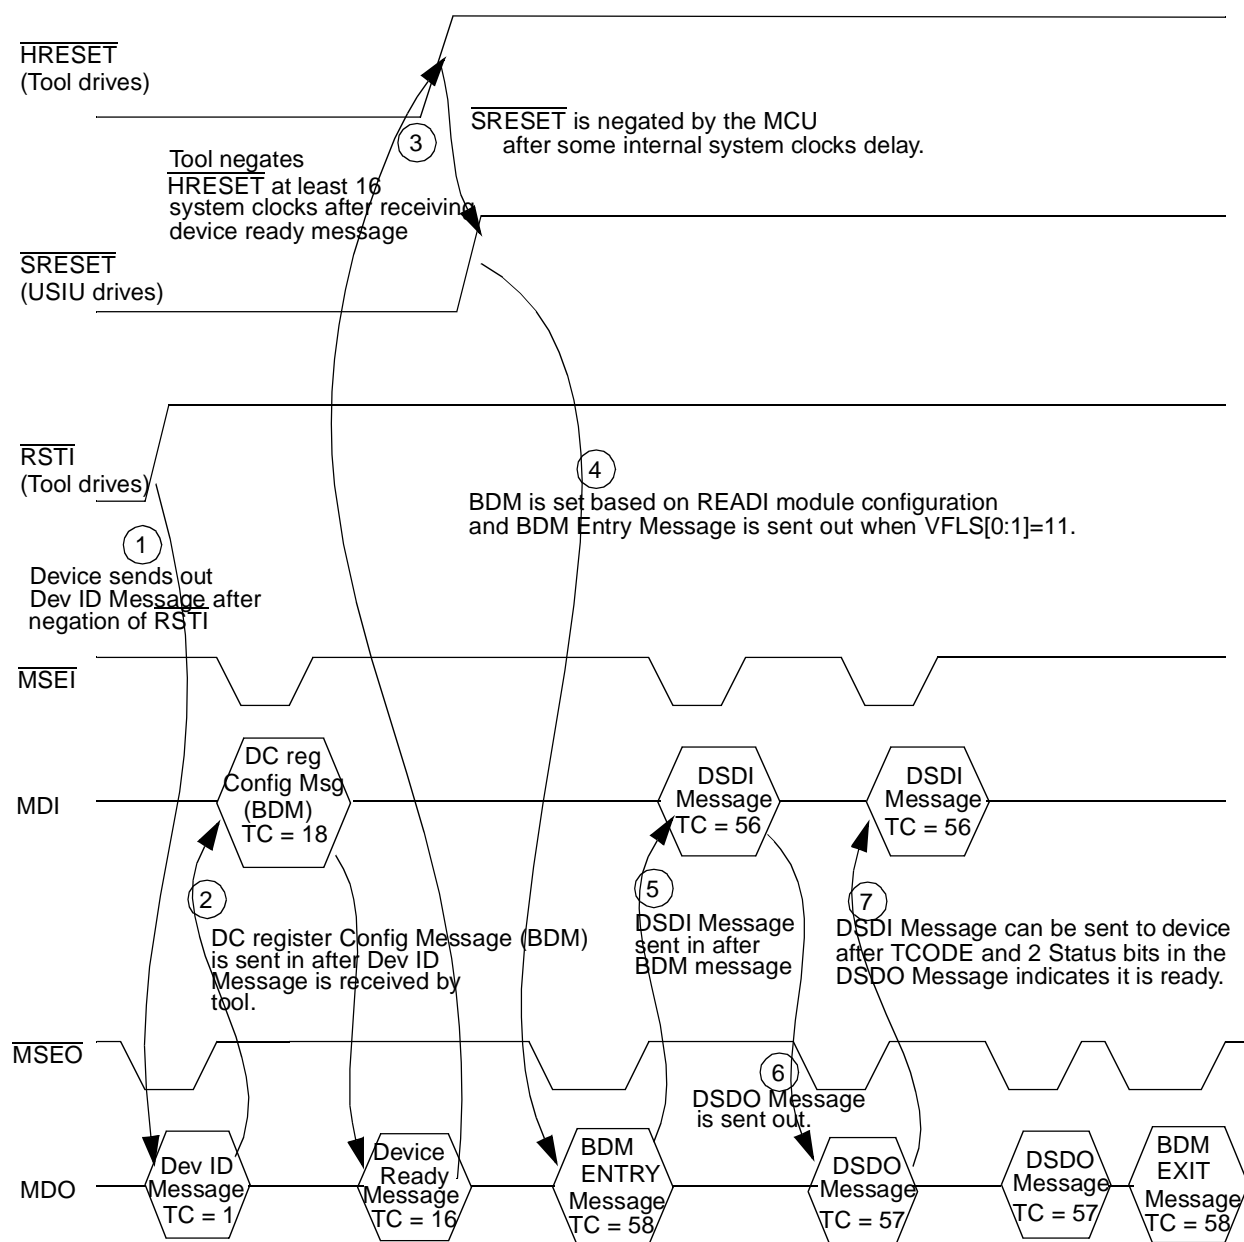 HRESET
(Tool drives)
3
SRESET is negated by the MCU
after some internal system clocks delay.
Tool negates
HRESET at least 16
system clocks after receiving
device ready message
SRESET
(USIU drives)
RSTI
(Tool drives)
4
BDM is set based on READI module configuration
and BDM Entry Message is sent out when VFLS[0:1]=11.
1
Device sends out
Dev ID Message after
negation of RSTI
MSEI
MDI
DC reg
Config Msg
(BDM)
TC = 18
DSDI
Message
TC = 56
DSDI
Message
TC = 56
2
DC register Config Message (BDM)
is sent in after Dev ID
Message is received by
tool.
5
DSDI Message
sent in after
BDM message
7
DSDI Message can be sent to device
after TCODE and 2 Status bits in the
DSDO Message indicates it is ready.
MSEO
6
DSDO Message
is sent out.
MDO
Dev ID
Message
TC = 1
Device
Ready
Message
TC = 16
BDM
ENTRY
Message
TC = 58
DSDO
Message
TC = 57
DSDO
Message
TC = 57
BDM
EXIT
Message
TC = 58